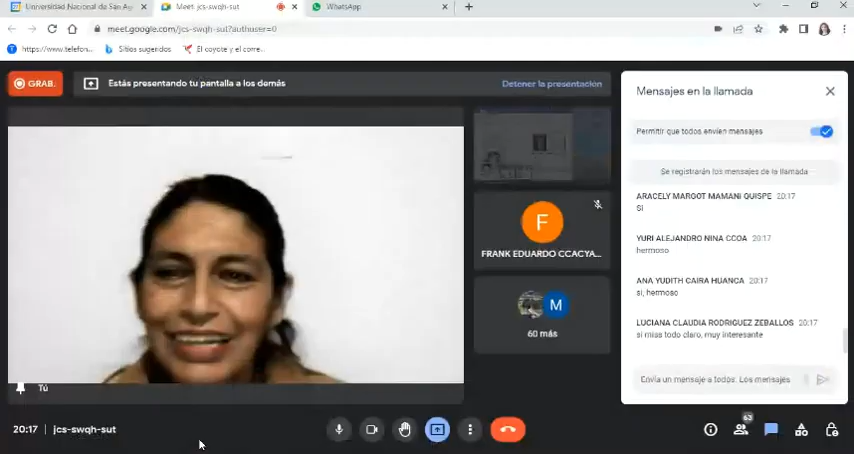 Universidad Nacional de San Ag
Meet: jcs-swqh-sut
WhatsApp
meet.google.com/jcs-swqh-sut?authuser=0
https://www.telefon...
Sitios sugeridos
El coyote y el corre...
GRAB.
Estás presentando tu pantalla a los demás
Detener la presentación
Mensajes en la llamada
Permitir que todos envíen mensajes
Se registrarán los mensajes de la llamada
ARACELY MARGOT MAMANI QUISPE 20:17
Si
YURI ALEJANDRO NINA CCOA 20:17
hermoso
ANA YUDITH CAIRA HUANCA 20:17
si, hermoso
LUCIANA CLAUDIA RODRIGUEZ ZEBALLOS 20:17
si miss todo claro, muy interesante
Envía un mensaje a todos. Los mensajes
F
FRANK EDUARDO CCACYA...
M
60 más
Tú
20:17 | jcs-swqh-sut
63